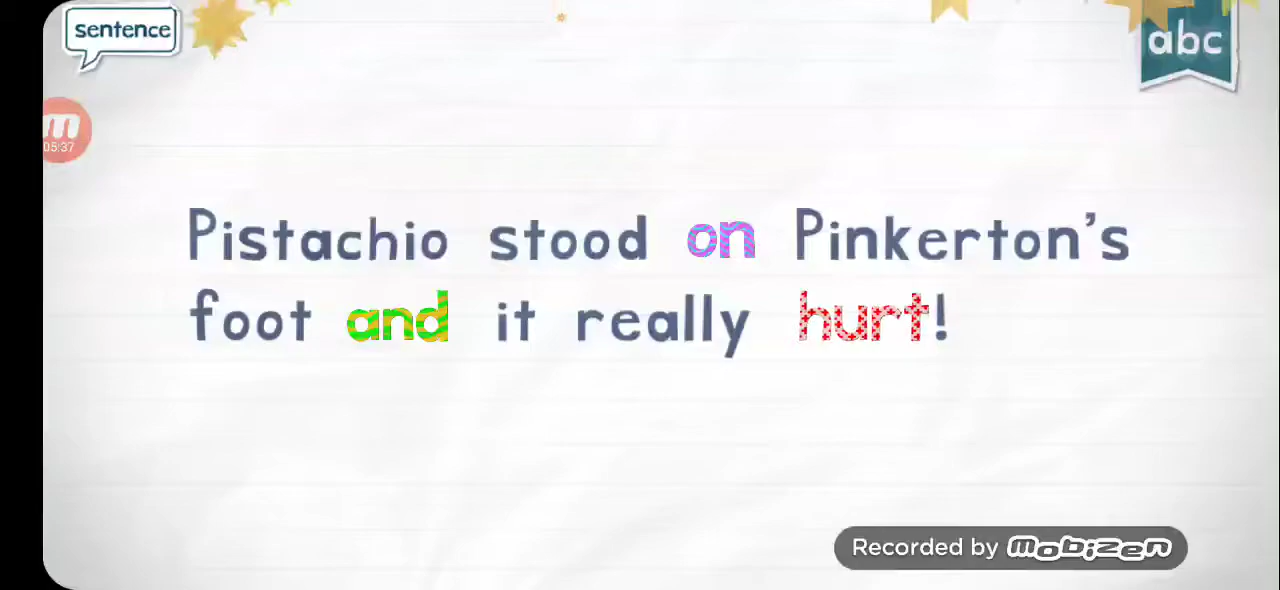 sentence
abc
m
05:37
Pistachio stood on Pinkerton's
foot and it really hurt!
Recorded by mobizen